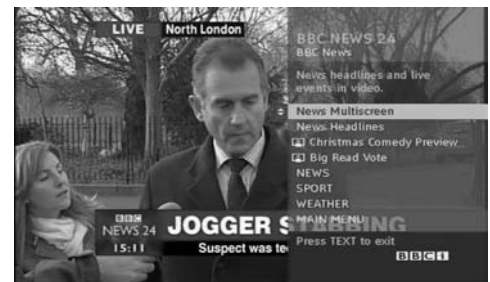 LIVE North London
BBC NEWS 24
BBC News
News headlines and live
events in video.
News Multiscreen
News Headlines
Christmas Comedy Preview...
Big Read Vote
NEWS
SPORT
WEATHER
MAIN MENU
Press TEXT to exit
BBCi
BBC
NEWS 24
15:11
JOGGER STABBING
Suspect was tee